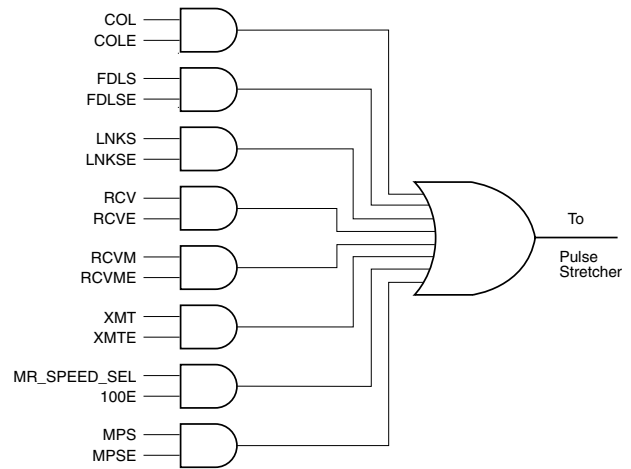 COL
COLE
FDLS
FDLSE
LNKS
LNKSE
RCV
RCVE
RCVM
RCVME
XMT
XMTE
MR_SPEED_SEL
100E
MPS
MPSE
To
Pulse
Stretcher